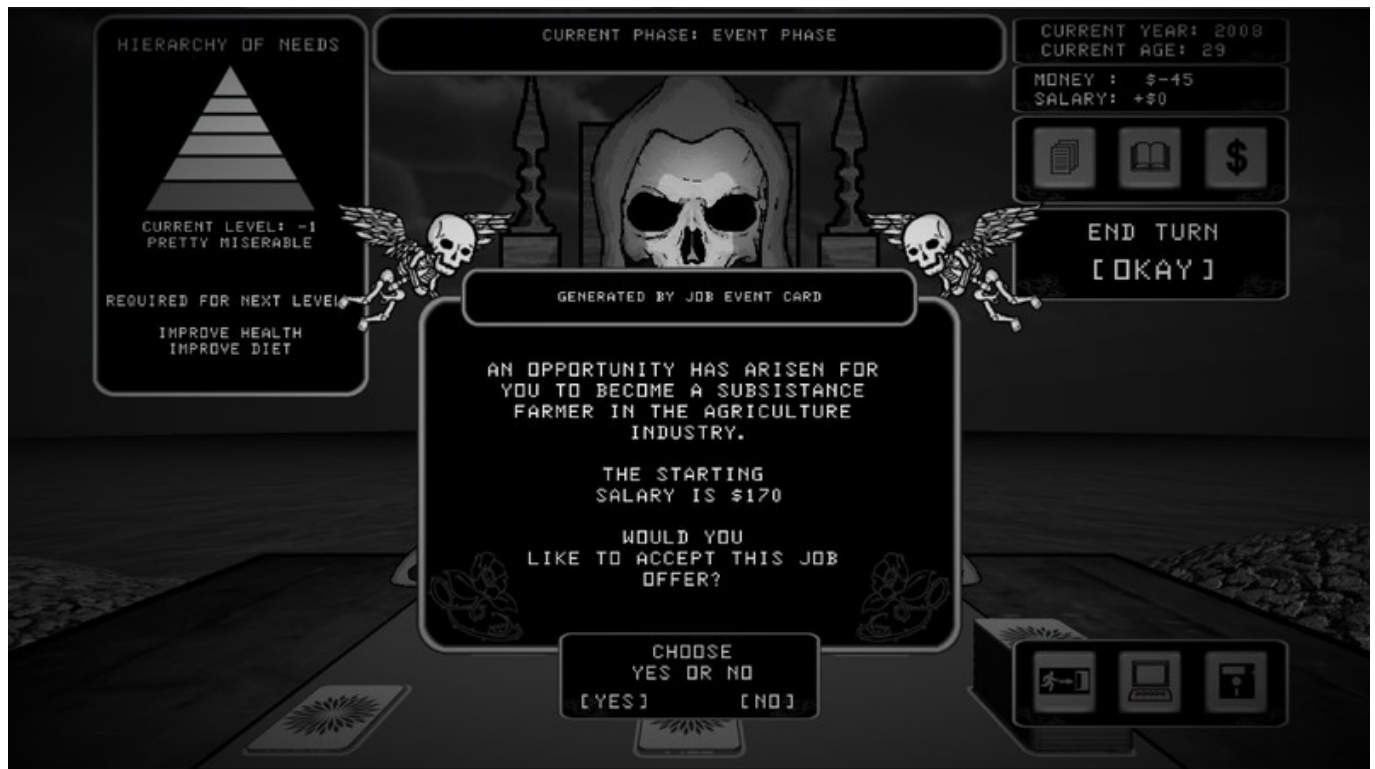 HIERARCHY OF NEEDS
CURRENT LEVEL: -1
PRETTY MISERABLE
REQUIRED FOR NEXT LEVEL
IMPROVE HEALTH
IMPROVE DIET
CURRENT PHASE: EVENT PHASE
CURRENT YEAR: 2008
CURRENT AGE: 29
MONEY : $-45
SALARY: +$0
$
END TURN
[OKAY]
GENERATED BY JOB EVENT CARD
AN OPPORTUNITY HAS ARISEN FOR
YOU TO BECOME A SUBSISTANCE
FARMER IN THE AGRICULTURE
INDUSTRY.
THE STARTING
SALARY IS $170
WOULD YOU
LIKE TO ACCEPT THIS JOB
OFFER?
CHOOSE
YES OR NO
[YES] [NO]